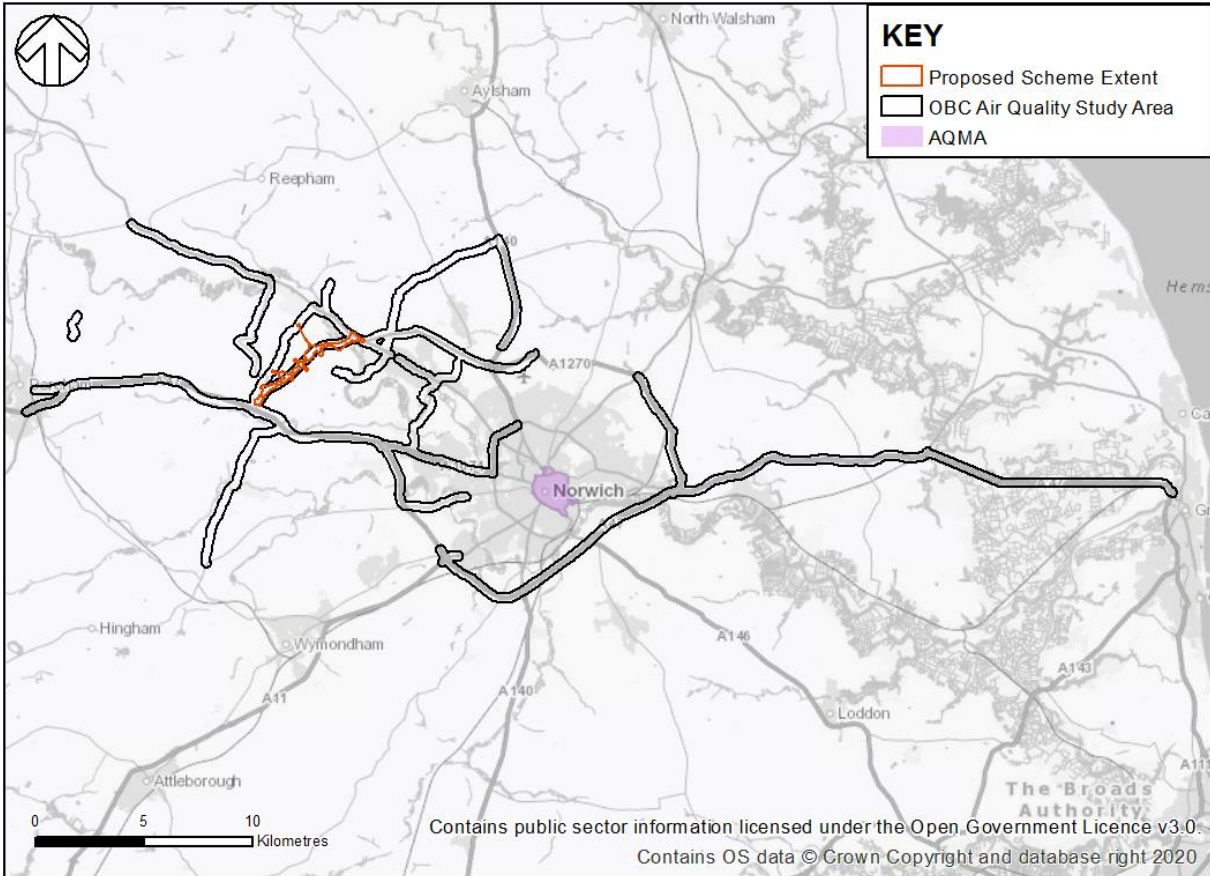 North Walsham
KEY
Proposed Scheme Extent
OBC Air Quality Study Area
AQMA
Aylsham
Reepham
Hems
A1270
Norwich
Hingham
Wymondham
A146
A143
A11
A140
Loddon
Attleborough
A111
The Broads
Authority
0 5 10
Kilometres
Contains public sector information licensed under the Open Government Licence v3.0.
Contains OS data © Crown Copyright and database right 2020